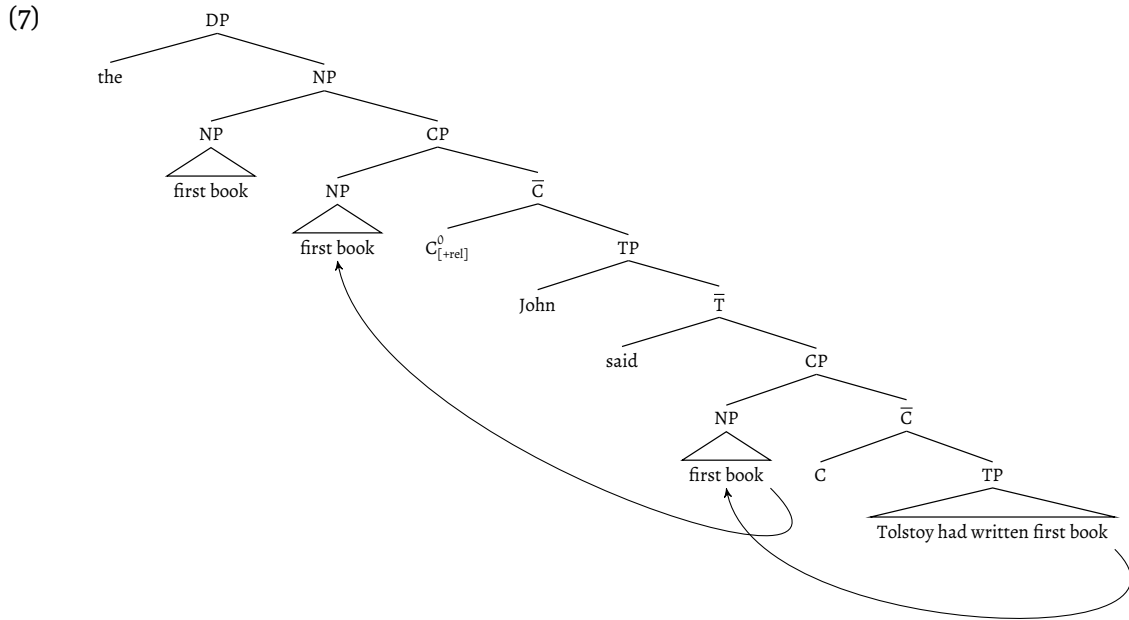 (7)
DP
the
NP
NP
CP
first book
NP
C̅
first book
C⁰[+rel]
TP
John
T̅
said
CP
NP
C̅
first book
C
TP
Tolstoy had written first book